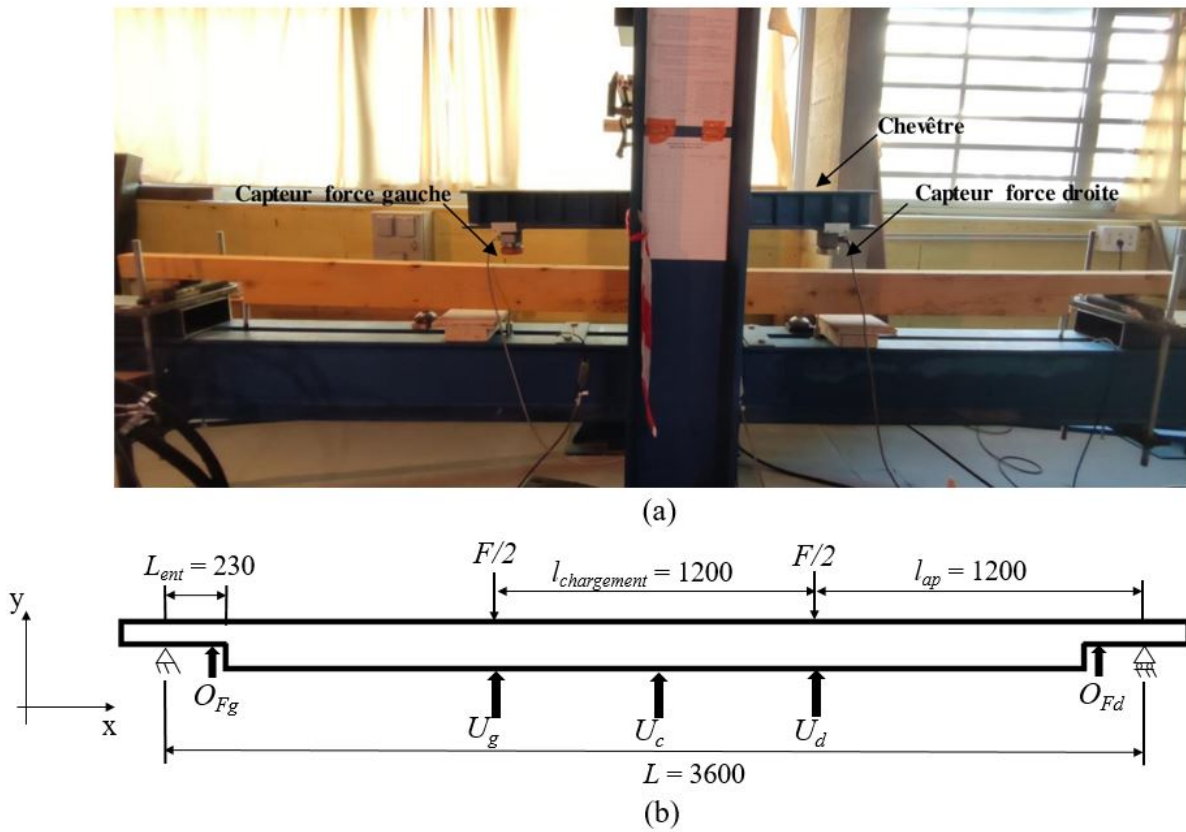 Chevêtre
Capteur force gauche
Capteur force droite
(a)
L_ent = 230
F/2
l_chargement = 1200
F/2
l_ap = 1200
y
x
O_Fg
O_Fd
U_g
U_c
U_d
L = 3600
(b)